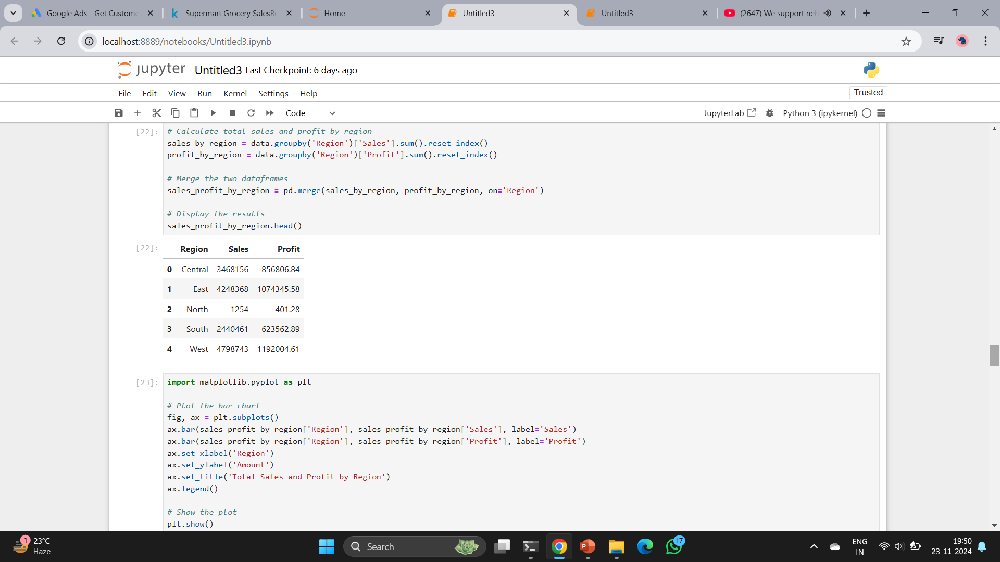 Google Ads - Get Custome
Supermart Grocery SalesRe
Home
Untitled3
Untitled3
(2647) We support neh
localhost:8889/notebooks/Untitled3.ipynb
jupyter Untitled3 Last Checkpoint: 6 days ago
File Edit View Run Kernel Settings Help
Trusted
Code
JupyterLab
Python 3 (ipykernel)
[22]: # Calculate total sales and profit by region
sales_by_region = data.groupby('Region')['Sales'].sum().reset_index()
profit_by_region = data.groupby('Region')['Profit'].sum().reset_index()
# Merge the two dataframes
sales_profit_by_region = pd.merge(sales_by_region, profit_by_region, on='Region')
# Display the results
sales_profit_by_region.head()
[22]: Region Sales Profit
0 Central 3468156 856806.84
1 East 4248368 1074345.58
2 North 1254 401.28
3 South 2440461 623562.89
4 West 4798743 1192004.61
[23]: import matplotlib.pyplot as plt
# Plot the bar chart
fig, ax = plt.subplots()
ax.bar(sales_profit_by_region['Region'], sales_profit_by_region['Sales'], label='Sales')
ax.bar(sales_profit_by_region['Region'], sales_profit_by_region['Profit'], label='Profit')
ax.set_xlabel('Region')
ax.set_ylabel('Amount')
ax.set_title('Total Sales and Profit by Region')
ax.legend()
# Show the plot
plt.show()
1
23°C
Haze
Search
17
ENG
IN
19:50
23-11-2024